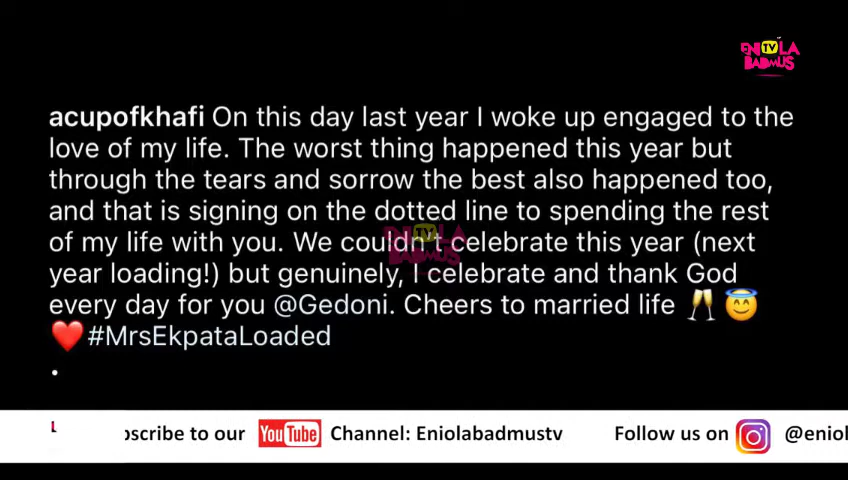 ENIOLA
TV
BADMUS
acupofkhafi On this day last year I woke up engaged to the
love of my life. The worst thing happened this year but
through the tears and sorrow the best also happened too,
and that is signing on the dotted line to spending the rest
of my life with you. We couldn't celebrate this year (next
year loading!) but genuinely, I celebrate and thank God
every day for you @Gedoni. Cheers to married life 🥂😇
❤️#MrsEkpataLoaded
.
scribe to our YouTube Channel: Eniolabadmustv Follow us on @eniol